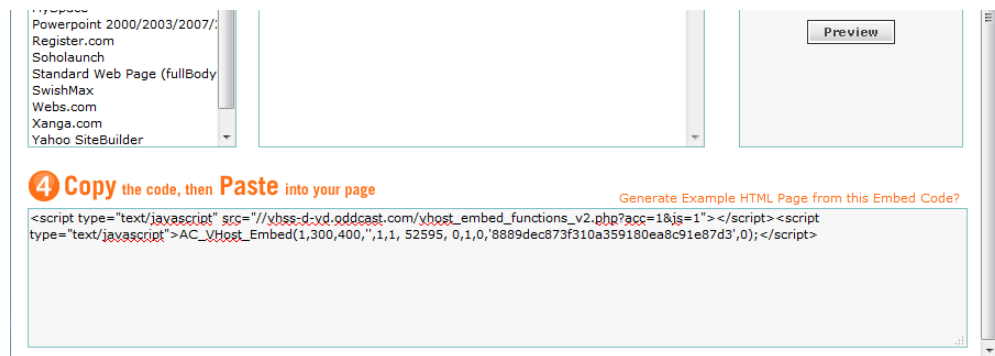 MySpace
Powerpoint 2000/2003/2007/
Register.com
Soholaunch
Standard Web Page (fullBody
SwishMax
Webs.com
Xanga.com
Yahoo SiteBuilder
Preview
4 Copy the code, then Paste into your page
Generate Example HTML Page from this Embed Code?
<script type="text/javascript" src="//vhss-d-vd.oddcast.com/vhost_embed_functions_v2.php?acc=1&js=1"></script><script
type="text/javascript">AC_VHost_Embed(1,300,400,'',1,1, 52595, 0,1,0,'8889dec873f310a359180ea8c91e87d3',0);</script>